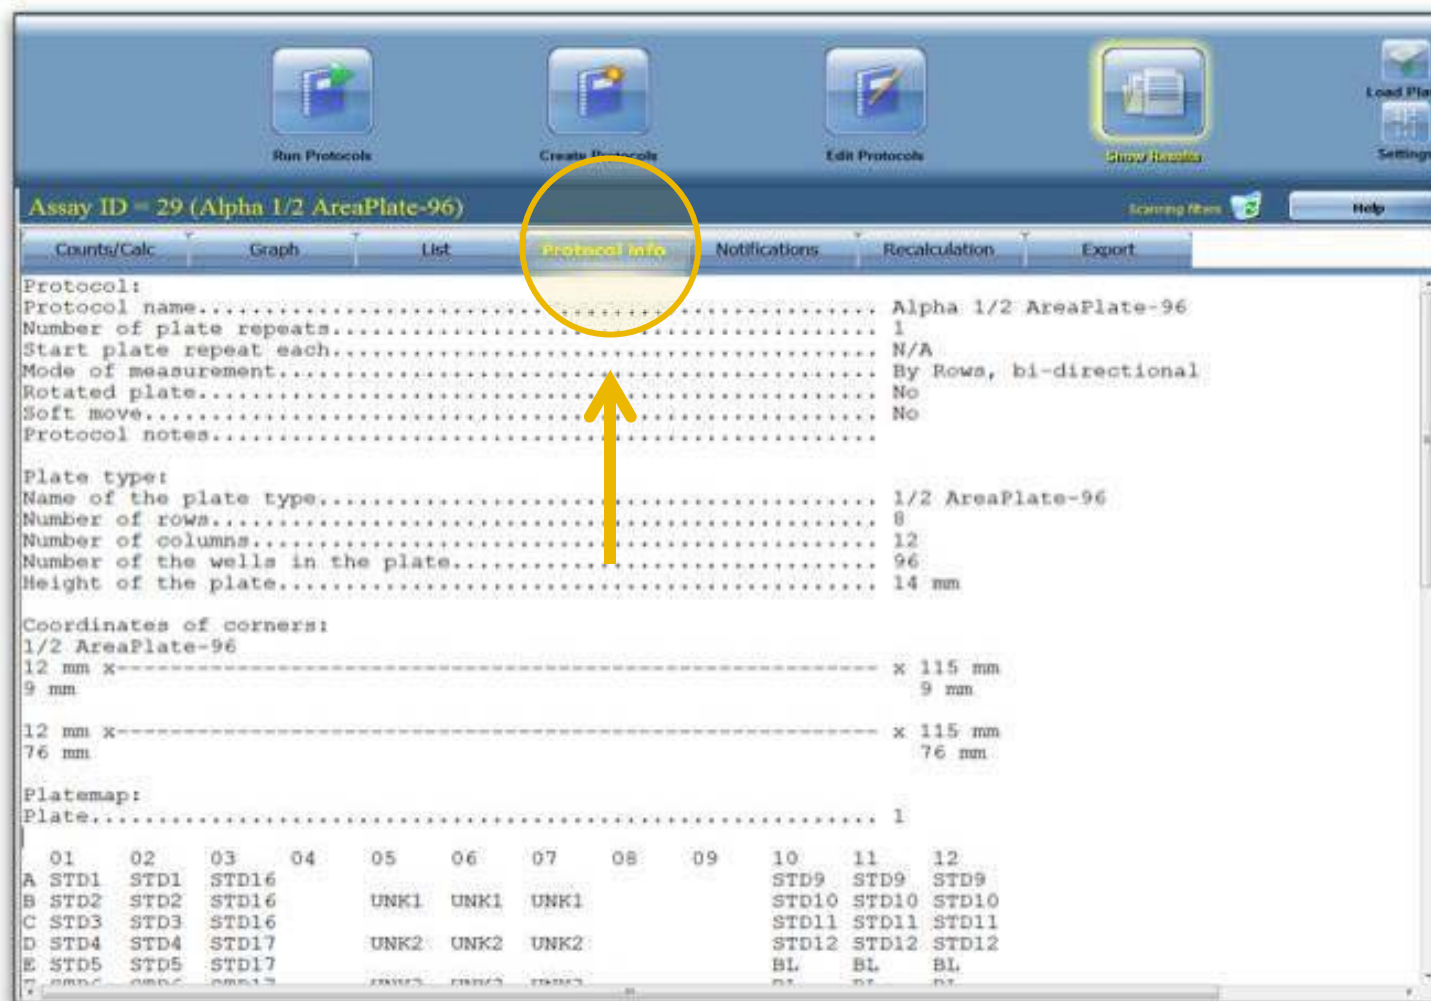 Run Protocols
Create Protocols
Edit Protocols
Show Results
Load Pla
Settings
Assay ID = 29 (Alpha 1/2 AreaPlate-96)
Scanning filters
Help
Counts/Calc Graph List Protocol info Notifications Recalculation Export
Protocol:
Protocol name.................................................. Alpha 1/2 AreaPlate-96
Number of plate repeats........................................ 1
Start plate repeat each........................................ N/A
Mode of measurement............................................ By Rows, bi-directional
Rotated plate.................................................. No
Soft move...................................................... No
Protocol notes.................................................
Plate type:
Name of the plate type......................................... 1/2 AreaPlate-96
Number of rows................................................. 8
Number of columns.............................................. 12
Number of the wells in the plate............................... 96
Height of the plate............................................ 14 mm
Coordinates of corners:
1/2 AreaPlate-96
12 mm x--------------------------------------------------------- x 115 mm
9 mm 9 mm
12 mm x--------------------------------------------------------- x 115 mm
76 mm 76 mm
Platemap:
Plate.......................................................... 1
01 02 03 04 05 06 07 08 09 10 11 12
A STD1 STD1 STD16 STD9 STD9 STD9
B STD2 STD2 STD16 UNK1 UNK1 UNK1 STD10 STD10 STD10
C STD3 STD3 STD16 STD11 STD11 STD11
D STD4 STD4 STD17 UNK2 UNK2 UNK2 STD12 STD12 STD12
E STD5 STD5 STD17 BL BL BL